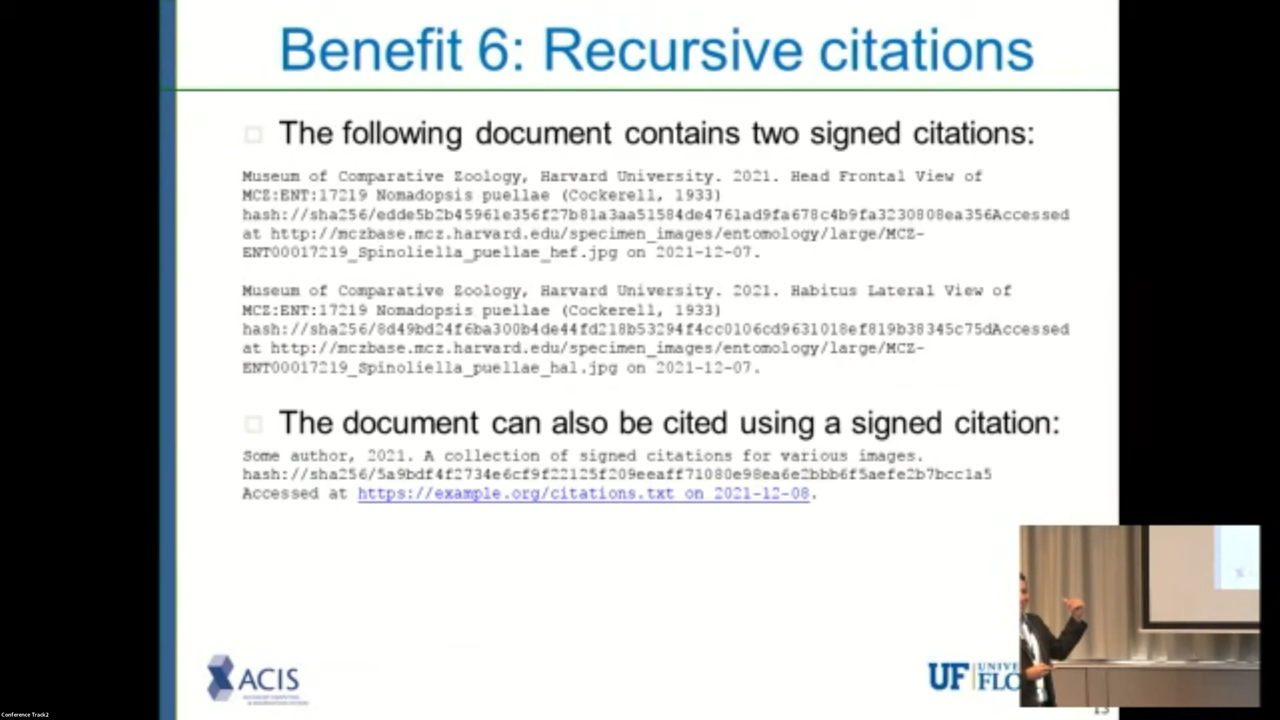 Benefit 6: Recursive citations
The following document contains two signed citations:
Museum of Comparative Zoology, Harvard University. 2021. Head Frontal View of
MCZ:ENT:17219 Nomadopsis puellae (Cockerell, 1933)
hash://sha256/edde5b2b45961e356f27b81a3aa51584de4761ad9fa678c4b9fa3230808ea356Accessed
at http://mczbase.mcz.harvard.edu/specimen_images/entomology/large/MCZ-
ENT00017219_Spinoliella_puellae_hef.jpg on 2021-12-07.
Museum of Comparative Zoology, Harvard University. 2021. Habitus Lateral View of
MCZ:ENT:17219 Nomadopsis puellae (Cockerell, 1933)
hash://sha256/8d49bd24f6ba300b4de44fd218b53294f4cc0106cd9631018ef819b38345c75dAccessed
at http://mczbase.mcz.harvard.edu/specimen_images/entomology/large/MCZ-
ENT00017219_Spinoliella_puellae_hal.jpg on 2021-12-07.
The document can also be cited using a signed citation:
Some author, 2021. A collection of signed citations for various images.
hash://sha256/5a9bdf4f2734e6cf9f22125f209eeaff71080e98ea6e2bbb6f5aefe2b7bcc1a5
Accessed at https://example.org/citations.txt on 2021-12-08.
ACIS
UF UNIVE
FLO
Conference Track2